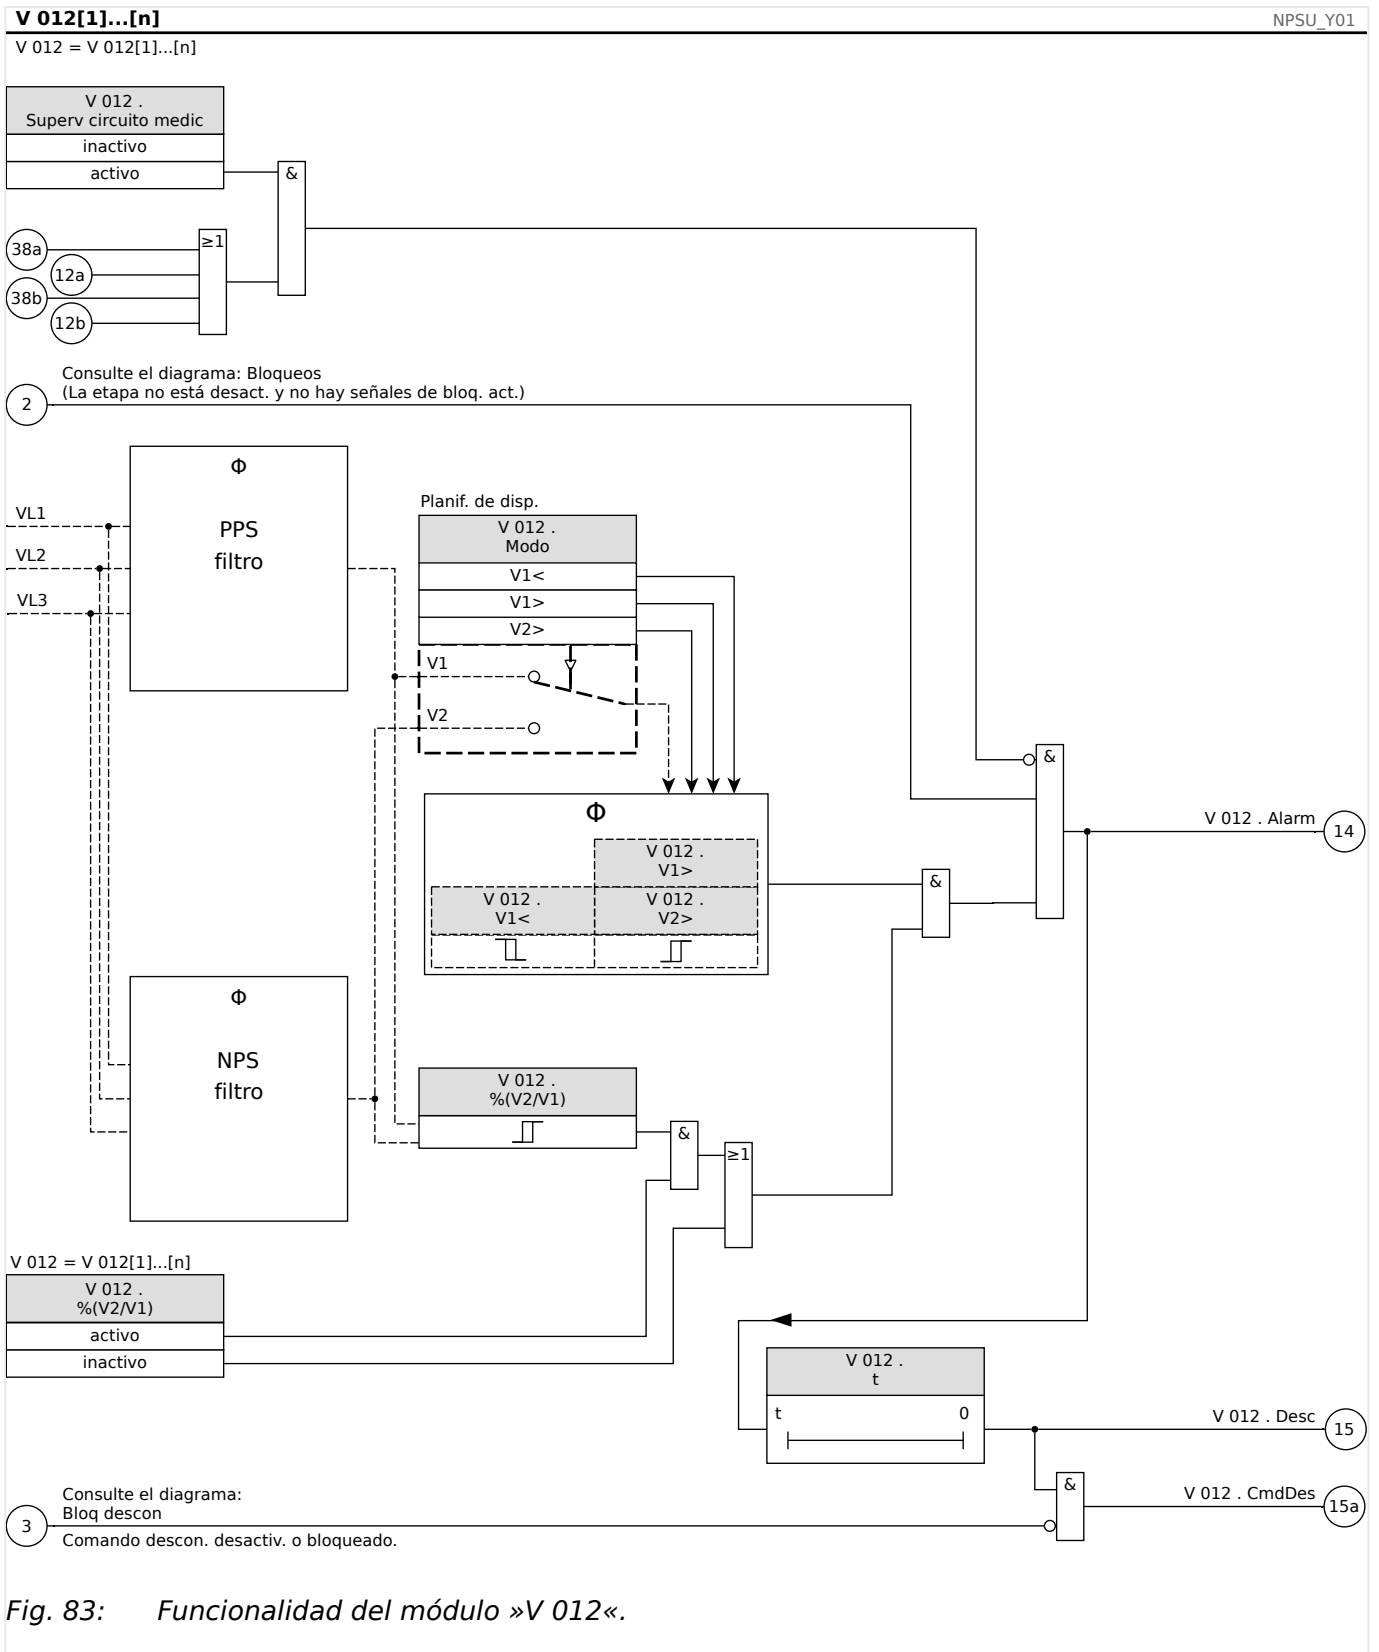 V 012[1]...[n]
NPSU_Y01
V 012 = V 012[1]...[n]
V 012 .
Superv circuito medic
inactivo
activo
&
38a
≥1
12a
38b
12b
Consulte el diagrama: Bloqueos
(La etapa no está desact. y no hay señales de bloq. act.)
2
Φ
PPS
filtro
VL1
VL2
VL3
Planif. de disp.
V 012 .
Modo
V1<
V1>
V2>
V1
V2
&
V 012 . Alarm
14
Φ
V 012 .
V1>
V 012 .
V1<
V 012 .
V2>
&
Φ
NPS
filtro
V 012 .
%(V2/V1)
&
≥1
V 012 = V 012[1]...[n]
V 012 .
%(V2/V1)
activo
inactivo
V 012 .
t
t
0
V 012 . Desc
15
&
V 012 . CmdDes
15a
Consulte el diagrama:
Bloq descon
3
Comando descon. desactiv. o bloqueado.
Fig. 83: Funcionalidad del módulo »V 012«.